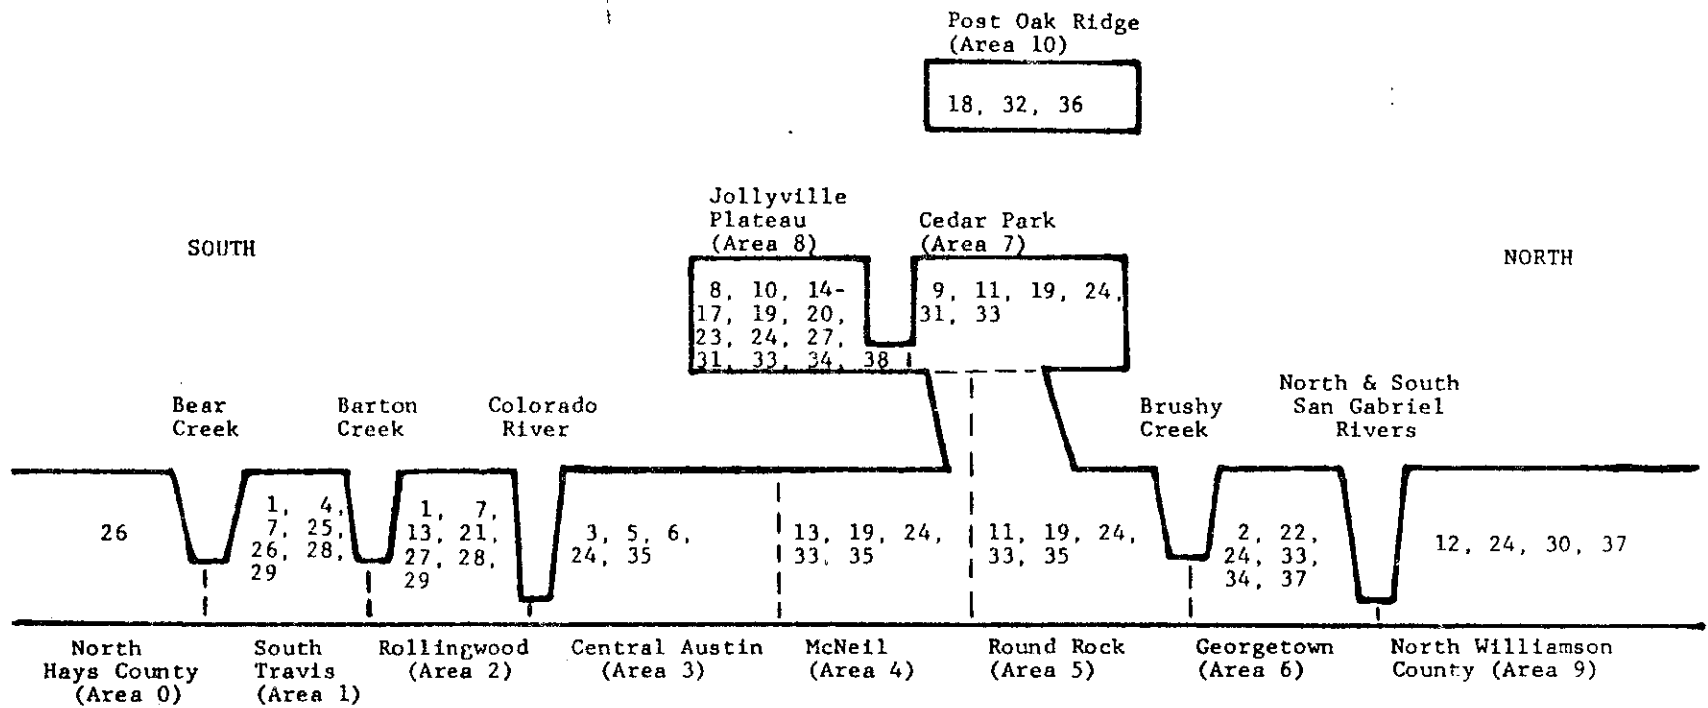 Post Oak Ridge
(Area 10)
18, 32, 36
Jollyville
Plateau
(Area 8)
Cedar Park
(Area 7)
SOUTH
NORTH
8, 10, 14-
17, 19, 20,
23, 24, 27,
31, 33, 34, 38
9, 11, 19, 24,
31, 33
Bear
Creek
Barton
Creek
Colorado
River
Brushy
Creek
North & South
San Gabriel
Rivers
26
1, 4,
7, 25,
26, 28,
29
1, 7,
13, 21,
27, 28,
29
3, 5, 6,
24, 35
13, 19, 24,
33, 35
11, 19, 24,
33, 35
2, 22,
24, 33,
34, 37
12, 24, 30, 37
North
Hays County
(Area 0)
South
Travis
(Area 1)
Rollingwood
(Area 2)
Central Austin
(Area 3)
McNeil
(Area 4)
Round Rock
(Area 5)
Georgetown
(Area 6)
North Williamson
County (Area 9)